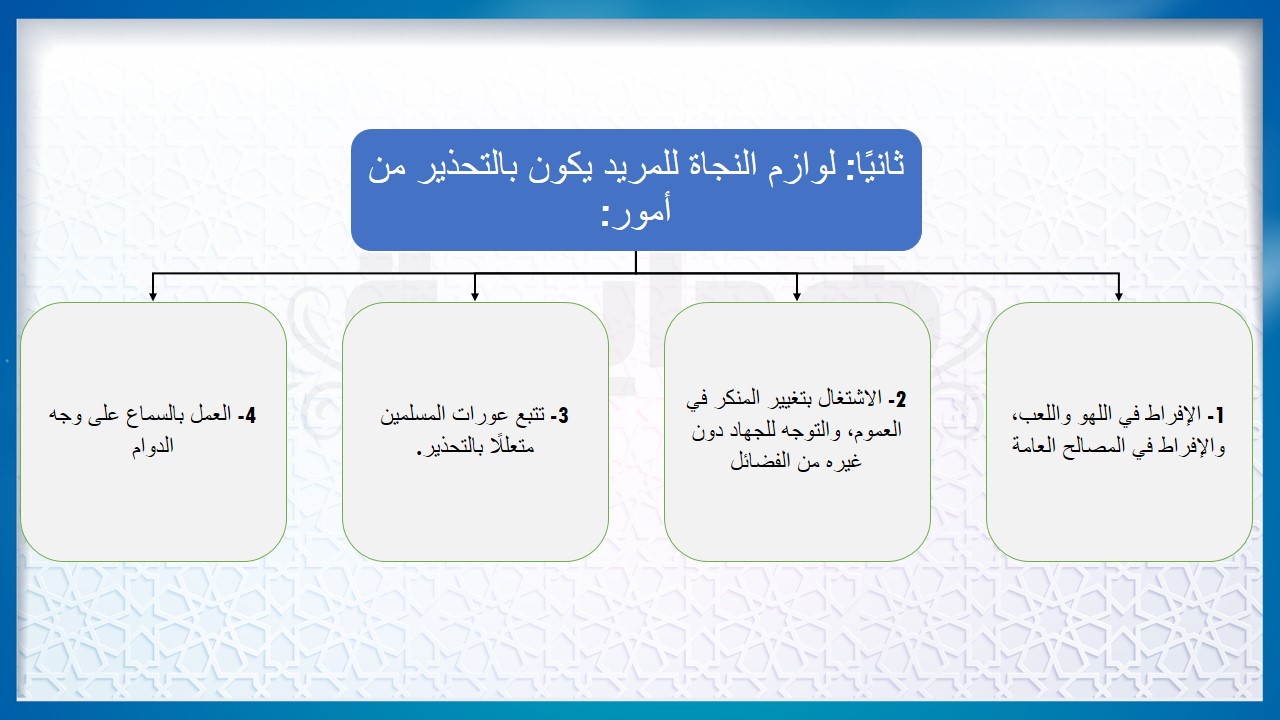 ثانيًا: لوازم النجاة للمريد يكون بالتحذير من
أمور:
1- الإفراط في اللهو واللعب،
والإفراط في المصالح العامة
2- الاشتغال بتغيير المنكر في
العموم، والتوجه للجهاد دون
غيره من الفضائل
3- تتبع عورات المسلمين
متعللًا بالتحذير.
4- العمل بالسماع على وجه
الدوام